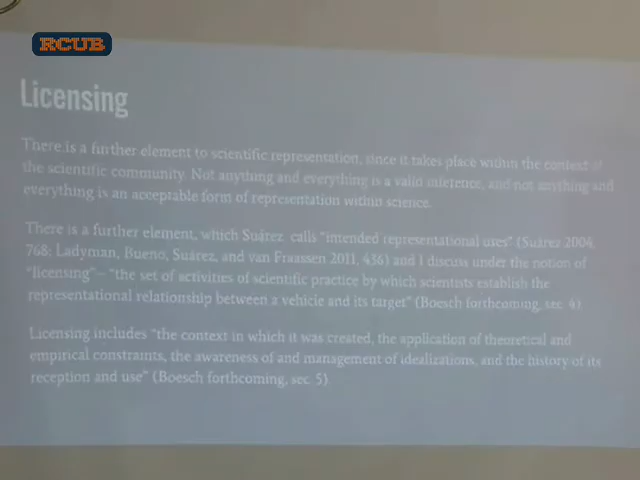 RCUB
Licensing
There is a further element to scientific representation, since it takes place within the context of
the scientific community. Not anything and everything is a valid inference, and not anything and
everything is an acceptable form of representation within science.
There is a further element, which Suárez calls "intended representational uses" (Suárez 2004,
768; Ladyman, Bueno, Suárez, and van Fraassen 2011, 436) and I discuss under the notion of
"licensing"– "the set of activities of scientific practice by which scientists establish the
representational relationship between a vehicle and its target" (Boesch forthcoming, sec. 4)
Licensing includes "the context in which it was created, the application of theoretical and
empirical constraints, the awareness of and management of idealizations, and the history of its
reception and use" (Boesch forthcoming, sec. 5).